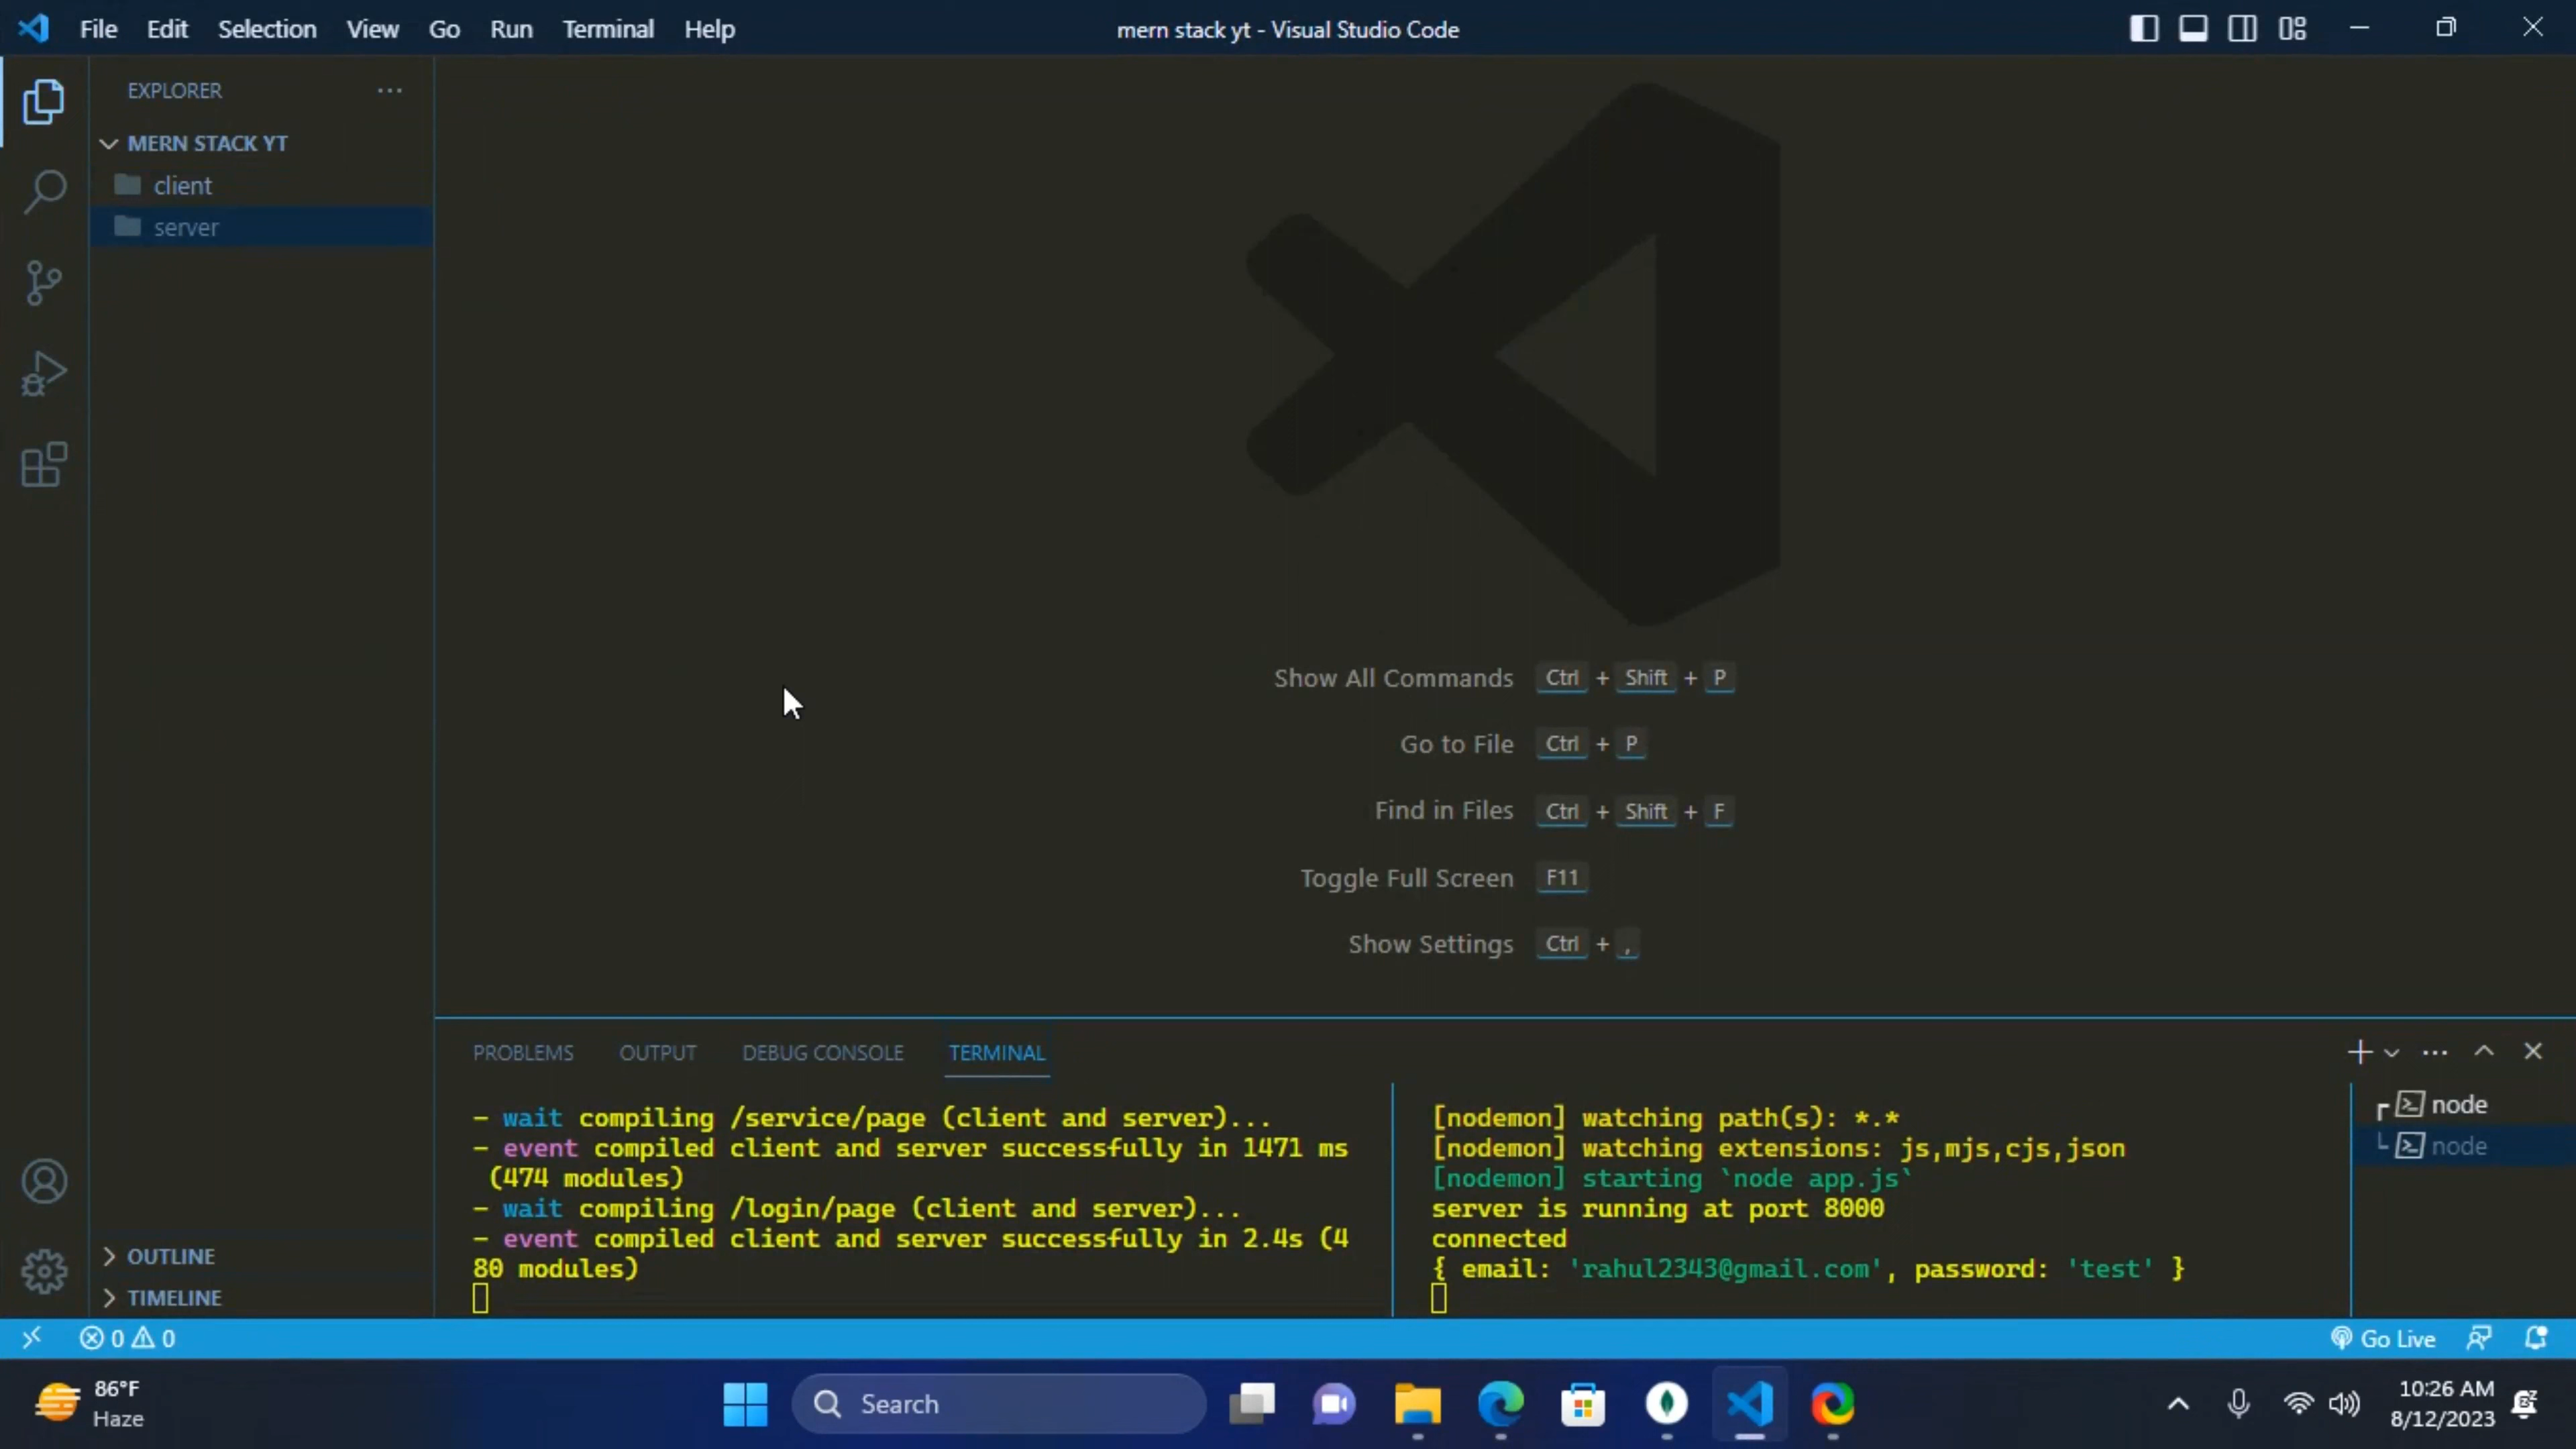 File Edit Selection View Go Run Terminal Help
mern stack yt - Visual Studio Code
EXPLORER
MERN STACK YT
client
server
Show All Commands Ctrl + Shift + P
Go to File Ctrl + P
Find in Files Ctrl + Shift + F
Toggle Full Screen F11
Show Settings Ctrl + ,
PROBLEMS OUTPUT DEBUG CONSOLE TERMINAL
- wait compiling /service/page (client and server)...
- event compiled client and server successfully in 1471 ms
(474 modules)
- wait compiling /login/page (client and server)...
- event compiled client and server successfully in 2.4s (4
80 modules)
[nodemon] watching path(s): *.*
[nodemon] watching extensions: js,mjs,cjs,json
[nodemon] starting `node app.js`
server is running at port 8000
connected
{ email: 'rahul2343@gmail.com', password: 'test' }
node
node
OUTLINE
TIMELINE
0 0
Go Live
86°F
Haze
Search
10:26 AM
8/12/2023